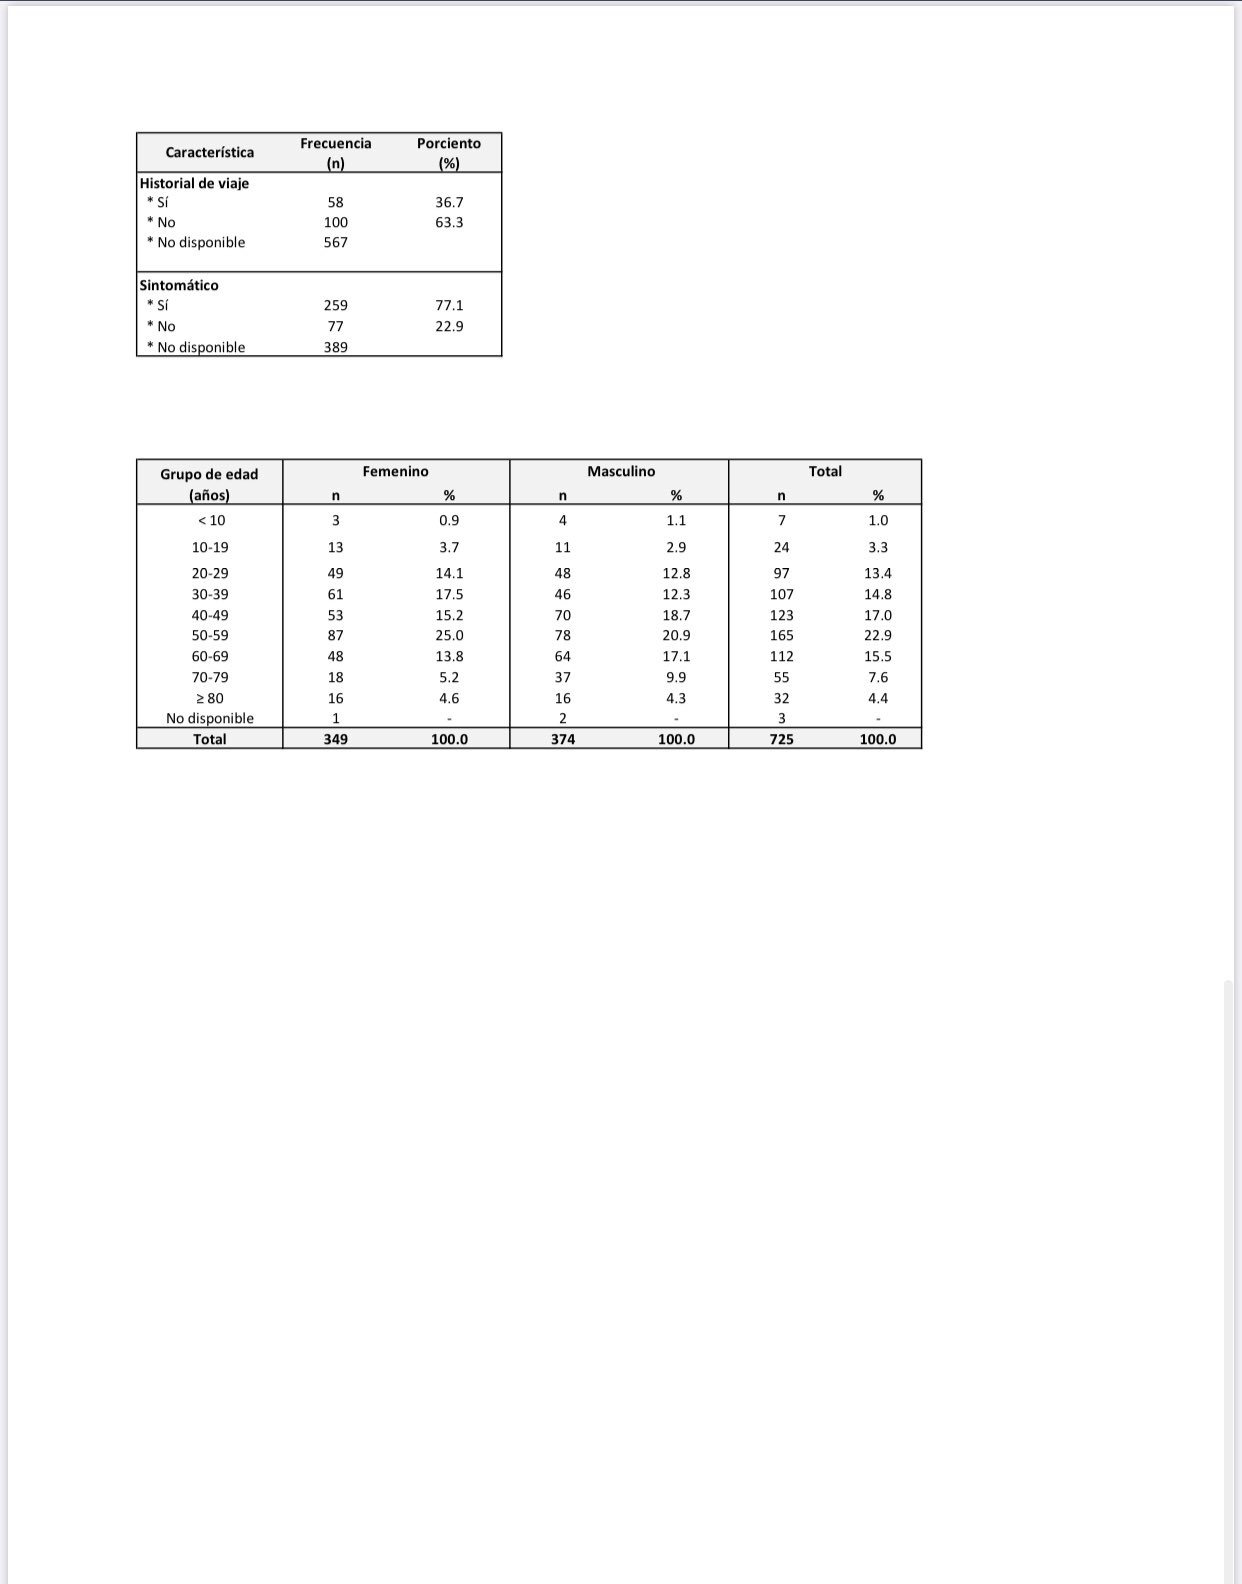 Característica Frecuencia (n) Porciento (%)
Historial de viaje
* Sí 58 36.7
* No 100 63.3
* No disponible 567
Sintomático
* Sí 259 77.1
* No 77 22.9
* No disponible 389
Grupo de edad (años) Femenino Masculino Total
n % n % n %
< 10 3 0.9 4 1.1 7 1.0
10-19 13 3.7 11 2.9 24 3.3
20-29 49 14.1 48 12.8 97 13.4
30-39 61 17.5 46 12.3 107 14.8
40-49 53 15.2 70 18.7 123 17.0
50-59 87 25.0 78 20.9 165 22.9
60-69 48 13.8 64 17.1 112 15.5
70-79 18 5.2 37 9.9 55 7.6
≥ 80 16 4.6 16 4.3 32 4.4
No disponible 1 - 2 - 3 -
Total 349 100.0 374 100.0 725 100.0